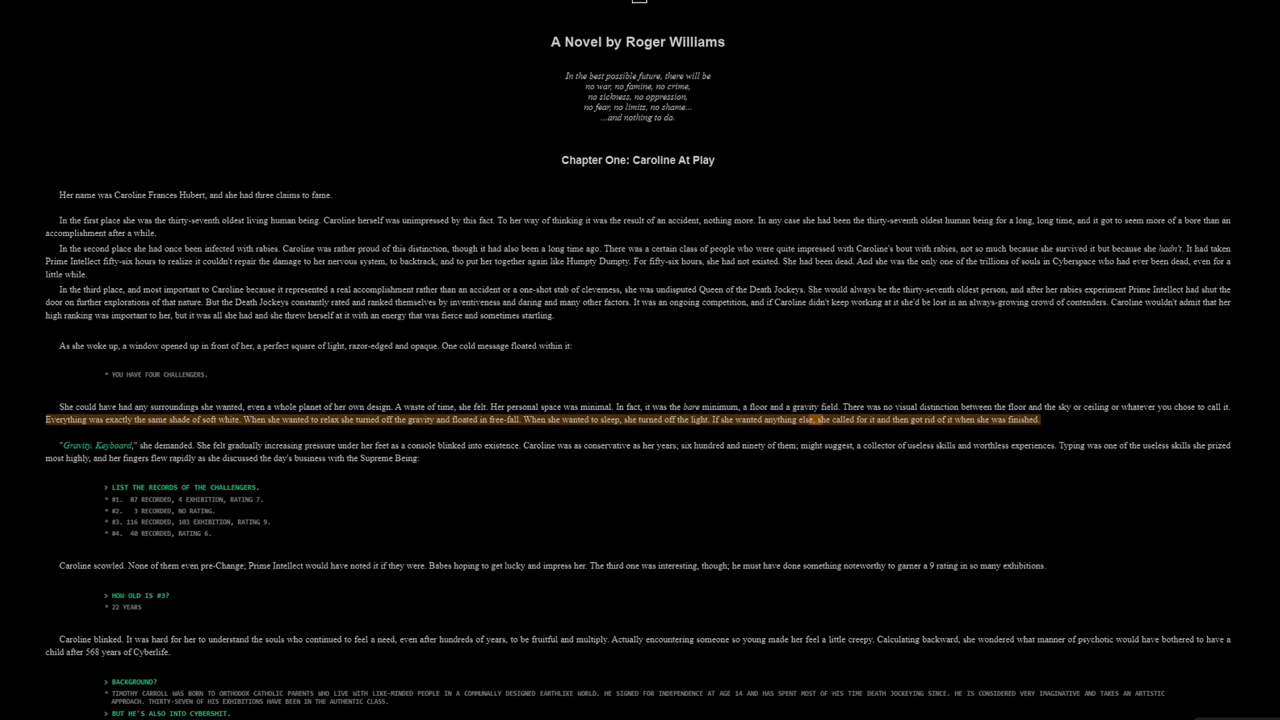 A Novel by Roger Williams
In the best possible future, there will be
no war, no famine, no crime,
no sickness, no oppression,
no fear, no limits, no shame...
...and nothing to do.
Chapter One: Caroline At Play
Her name was Caroline Frances Hubert, and she had three claims to fame.
In the first place she was the thirty-seventh oldest living human being. Caroline herself was unimpressed by this fact. To her way of thinking it was the result of an accident, nothing more. In any case she had been the thirty-seventh oldest human being for a long, long time, and it got to seem more of a bore than an
accomplishment after a while.
In the second place she had once been infected with rabies. Caroline was rather proud of this distinction, though it had also been a long time ago. There was a certain class of people who were quite impressed with Caroline's bout with rabies, not so much because she survived it but because she hadn't. It had taken
Prime Intellect fifty-six hours to realize it couldn't repair the damage to her nervous system, to backtrack, and to put her together again like Humpty Dumpty. For fifty-six hours, she had not existed. She had been dead. And she was the only one of the trillions of souls in Cyberspace who had ever been dead, even for a
little while.
In the third place, and most important to Caroline because it represented a real accomplishment rather than an accident or a one-shot stab of cleverness, she was undisputed Queen of the Death Jockeys. She would always be the thirty-seventh oldest person, and after her rabies experiment Prime Intellect had shut the
door on further explorations of that nature. But the Death Jockeys constantly rated and ranked themselves by inventiveness and daring and many other factors. It was an ongoing competition, and if Caroline didn't keep working at it she'd be lost in an always-growing crowd of contenders. Caroline wouldn't admit that her
high ranking was important to her, but it was all she had and she threw herself at it with an energy that was fierce and sometimes startling.
As she woke up, a window opened up in front of her, a perfect square of light, razor-edged and opaque. One cold message floated within it:
* YOU HAVE FOUR CHALLENGERS.
She could have had any surroundings she wanted, even a whole planet of her own design. A waste of time, she felt. Her personal space was minimal. In fact, it was the bare minimum, a floor and a gravity field. There was no visual distinction between the floor and the sky or ceiling or whatever you chose to call it.
Everything was exactly the same shade of soft white. When she wanted to relax she turned off the gravity and floated in free-fall. When she wanted to sleep, she turned off the light. If she wanted anything else, she called for it and then got rid of it when she was finished.
"Gravity. Keyboard," she demanded. She felt gradually increasing pressure under her feet as a console blinked into existence. Caroline was as conservative as her years; six hundred and ninety of them; might suggest, a collector of useless skills and worthless experiences. Typing was one of the useless skills she prized
most highly, and her fingers flew rapidly as she discussed the day's business with the Supreme Being:
> LIST THE RECORDS OF THE CHALLENGERS.
* #1. 87 RECORDED, 4 EXHIBITION, RATING 7.
* #2. 3 RECORDED, NO RATING.
* #3. 116 RECORDED, 103 EXHIBITION, RATING 9.
* #4. 40 RECORDED, RATING 6.
Caroline scowled. None of them even pre-Change; Prime Intellect would have noted it if they were. Babes hoping to get lucky and impress her. The third one was interesting, though; he must have done something noteworthy to garner a 9 rating in so many exhibitions.
> HOW OLD IS #3?
* 22 YEARS
Caroline blinked. It was hard for her to understand the souls who continued to feel a need, even after hundreds of years, to be fruitful and multiply. Actually encountering someone so young made her feel a little creepy. Calculating backward, she wondered what manner of psychotic would have bothered to have a
child after 568 years of Cyberlife.
> BACKGROUND?
* TIMOTHY CARROLL WAS BORN TO ORTHODOX CATHOLIC PARENTS WHO LIVE WITH LIKE-MINDED PEOPLE IN A COMMUNALLY DESIGNED EARTHLIKE WORLD. HE SIGNED FOR INDEPENDENCE AT AGE 14 AND HAS SPENT MOST OF HIS TIME DEATH JOCKEYING SINCE. HE IS CONSIDERED VERY IMAGINATIVE AND TAKES AN ARTISTIC
APPROACH. THIRTY-SEVEN OF HIS EXHIBITIONS HAVE BEEN IN THE AUTHENTIC CLASS.
> BUT HE'S ALSO INTO CYBERSHIT.